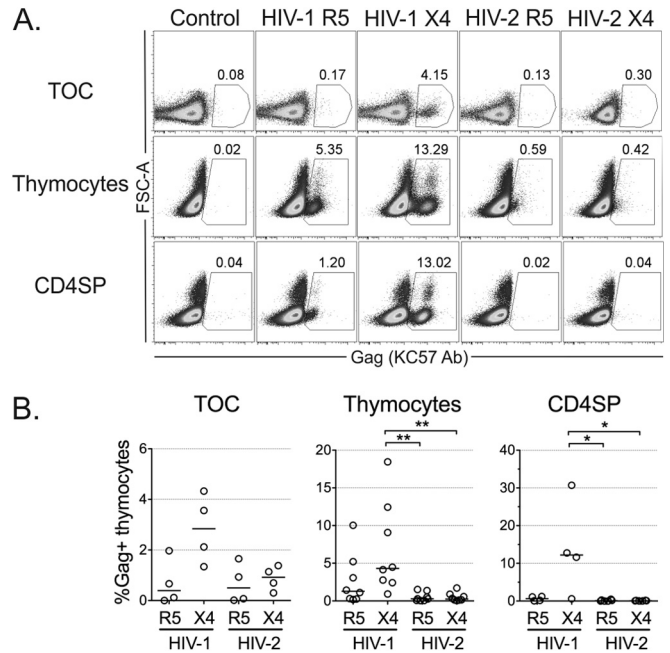 A.
Control HIV-1 R5 HIV-1 X4 HIV-2 R5 HIV-2 X4
TOC 0.08 0.17 4.15 0.13 0.30
Thymocytes 0.02 5.35 13.29 0.59 0.42
FSC-A
CD4SP 0.04 1.20 13.02 0.02 0.04
Gag (KC57 Ab)
B.
TOC Thymocytes CD4SP
%Gag+ thymocytes
6
4
2
0
R5 X4 R5 X4
HIV-1 HIV-2
** 
**
20
15
10
5
0
R5 X4 R5 X4
HIV-1 HIV-2
*
*
40
30
20
10
0
R5 X4 R5 X4
HIV-1 HIV-2